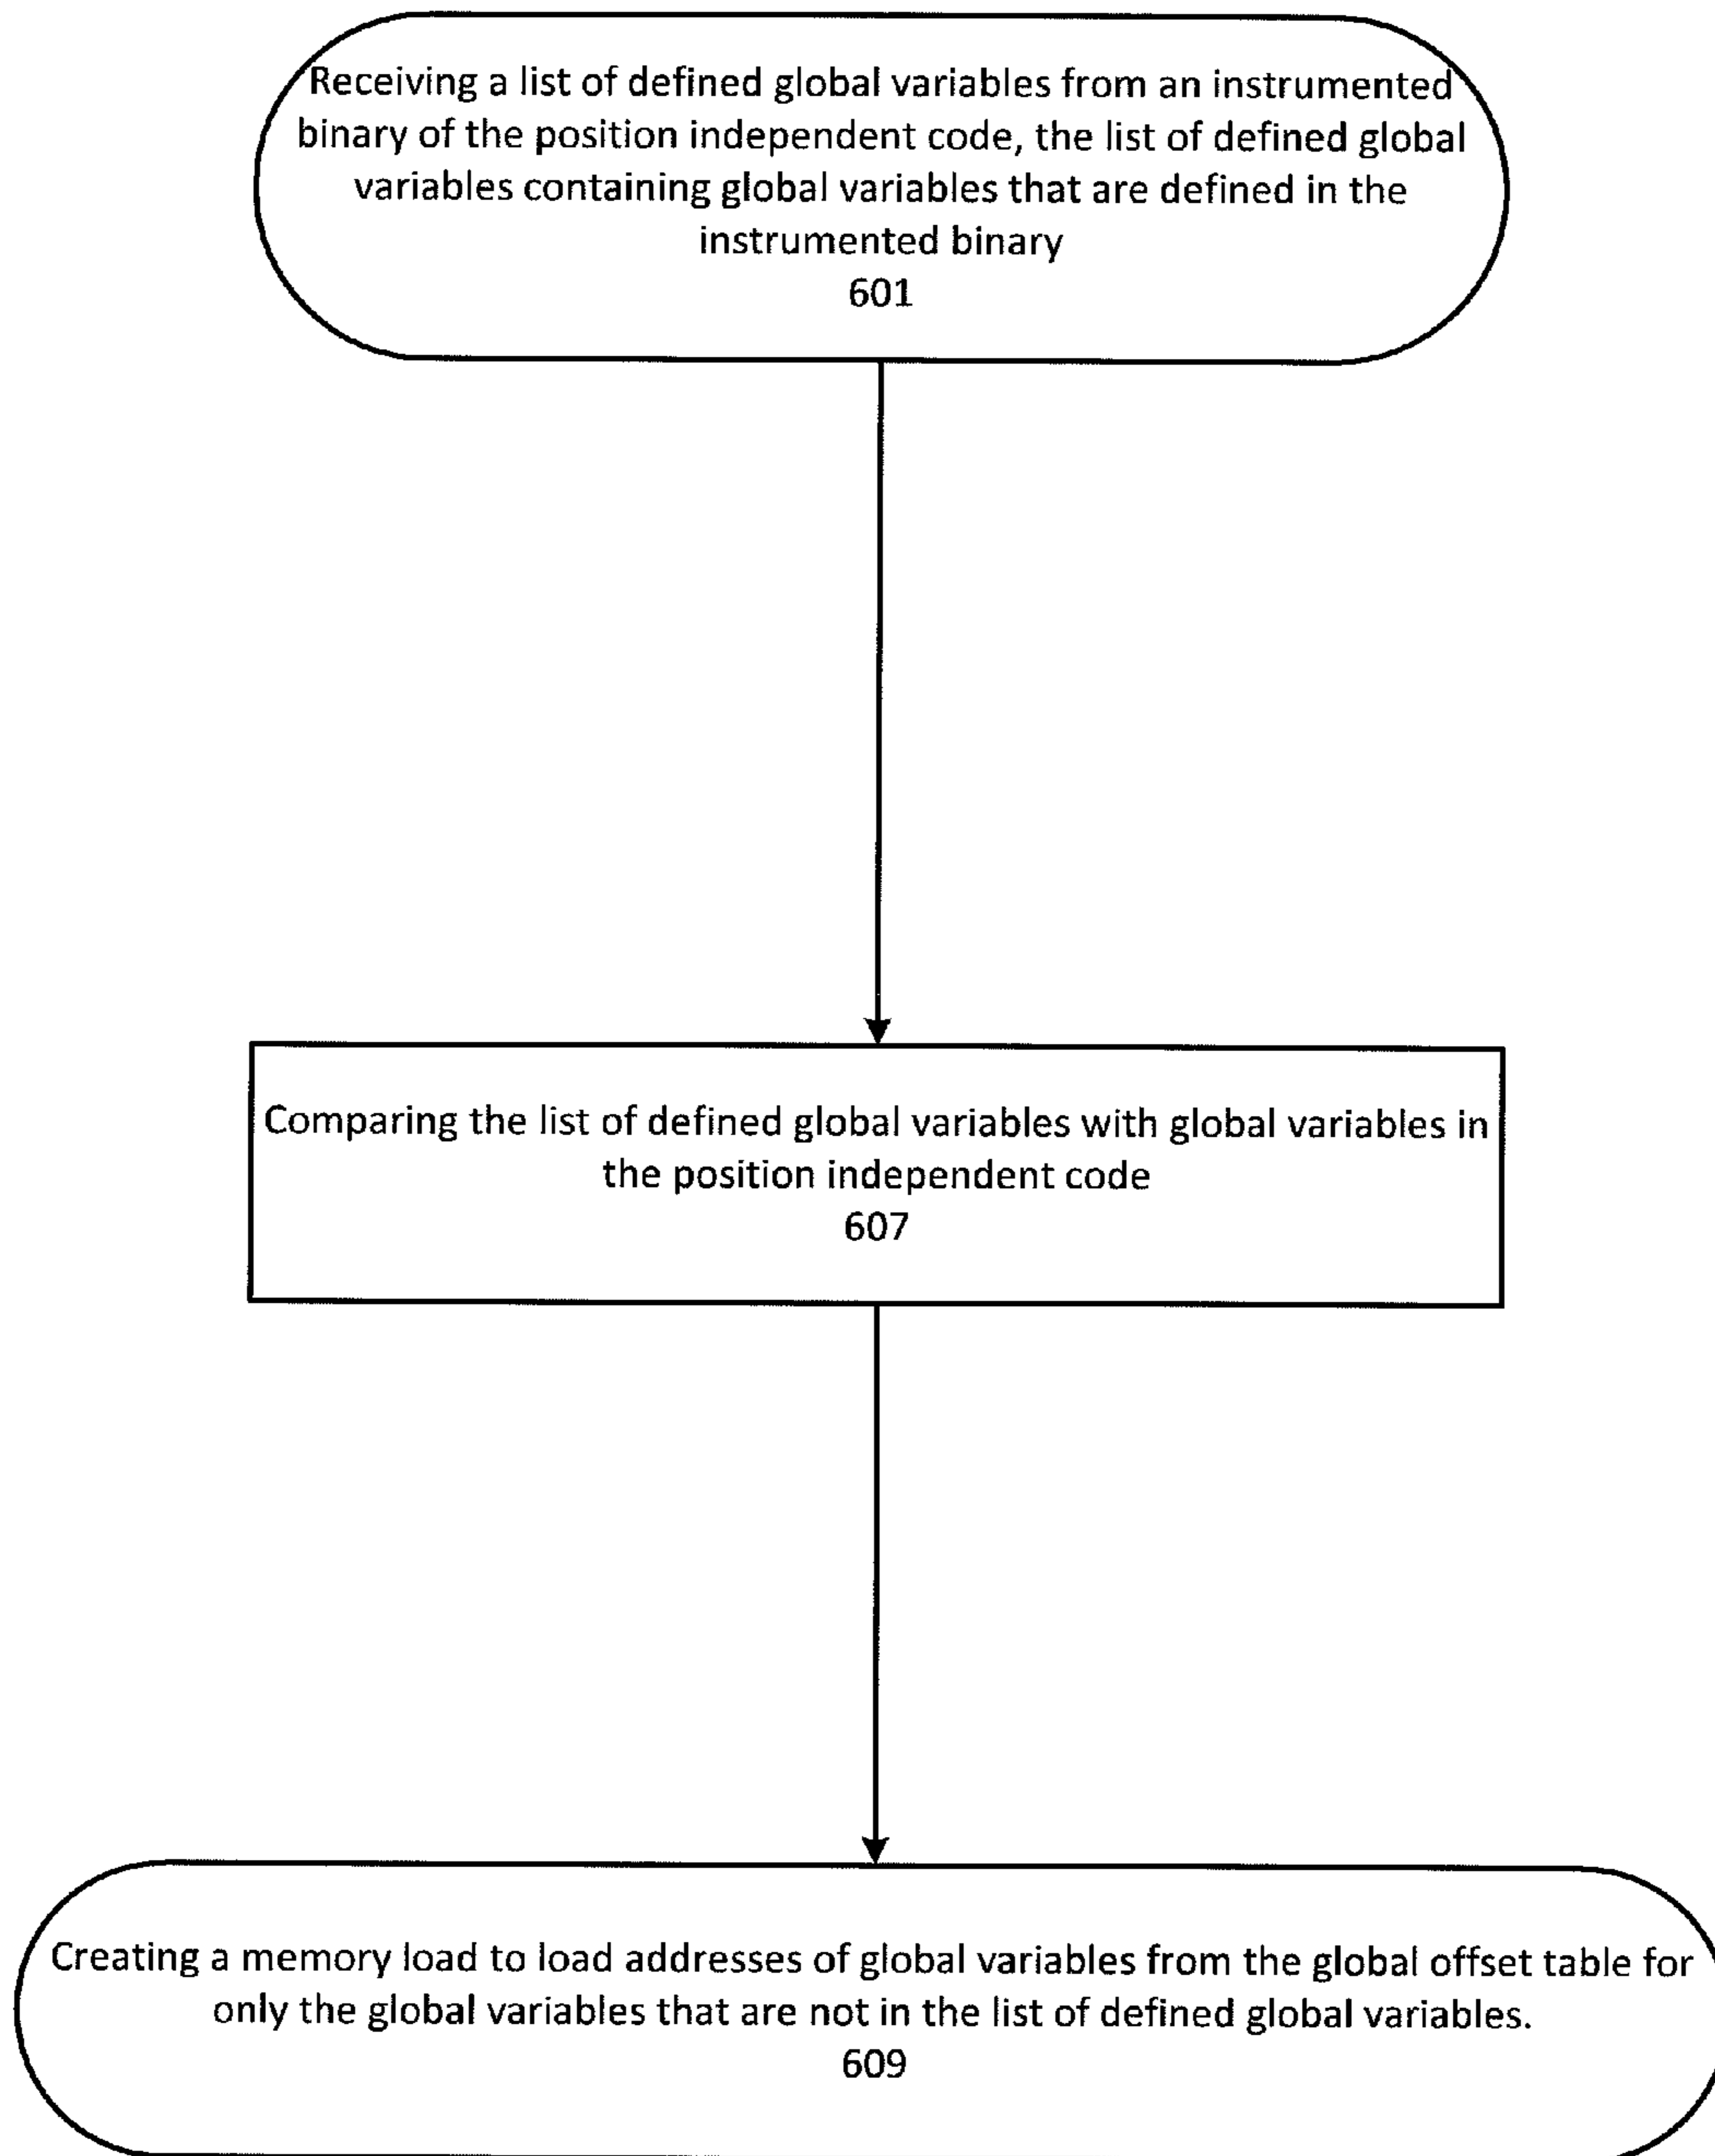 Receiving a list of defined global variables from an instrumented
binary of the position independent code, the list of defined global
variables containing global variables that are defined in the
instrumented binary
601
Comparing the list of defined global variables with global variables in
the position independent code
607
Creating a memory load to load addresses of global variables from the global offset table for
only the global variables that are not in the list of defined global variables.
609